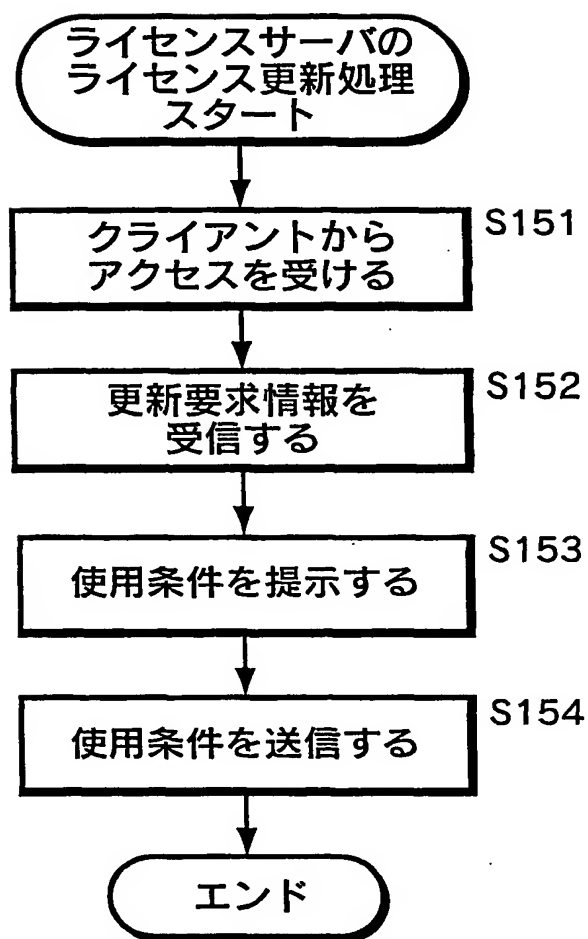 ライセンスサーバの
ライセンス更新処理
スタート
クライアントから
アクセスを受ける
S151
更新要求情報を
受信する
S152
使用条件を提示する
S153
使用条件を送信する
S154
エンド